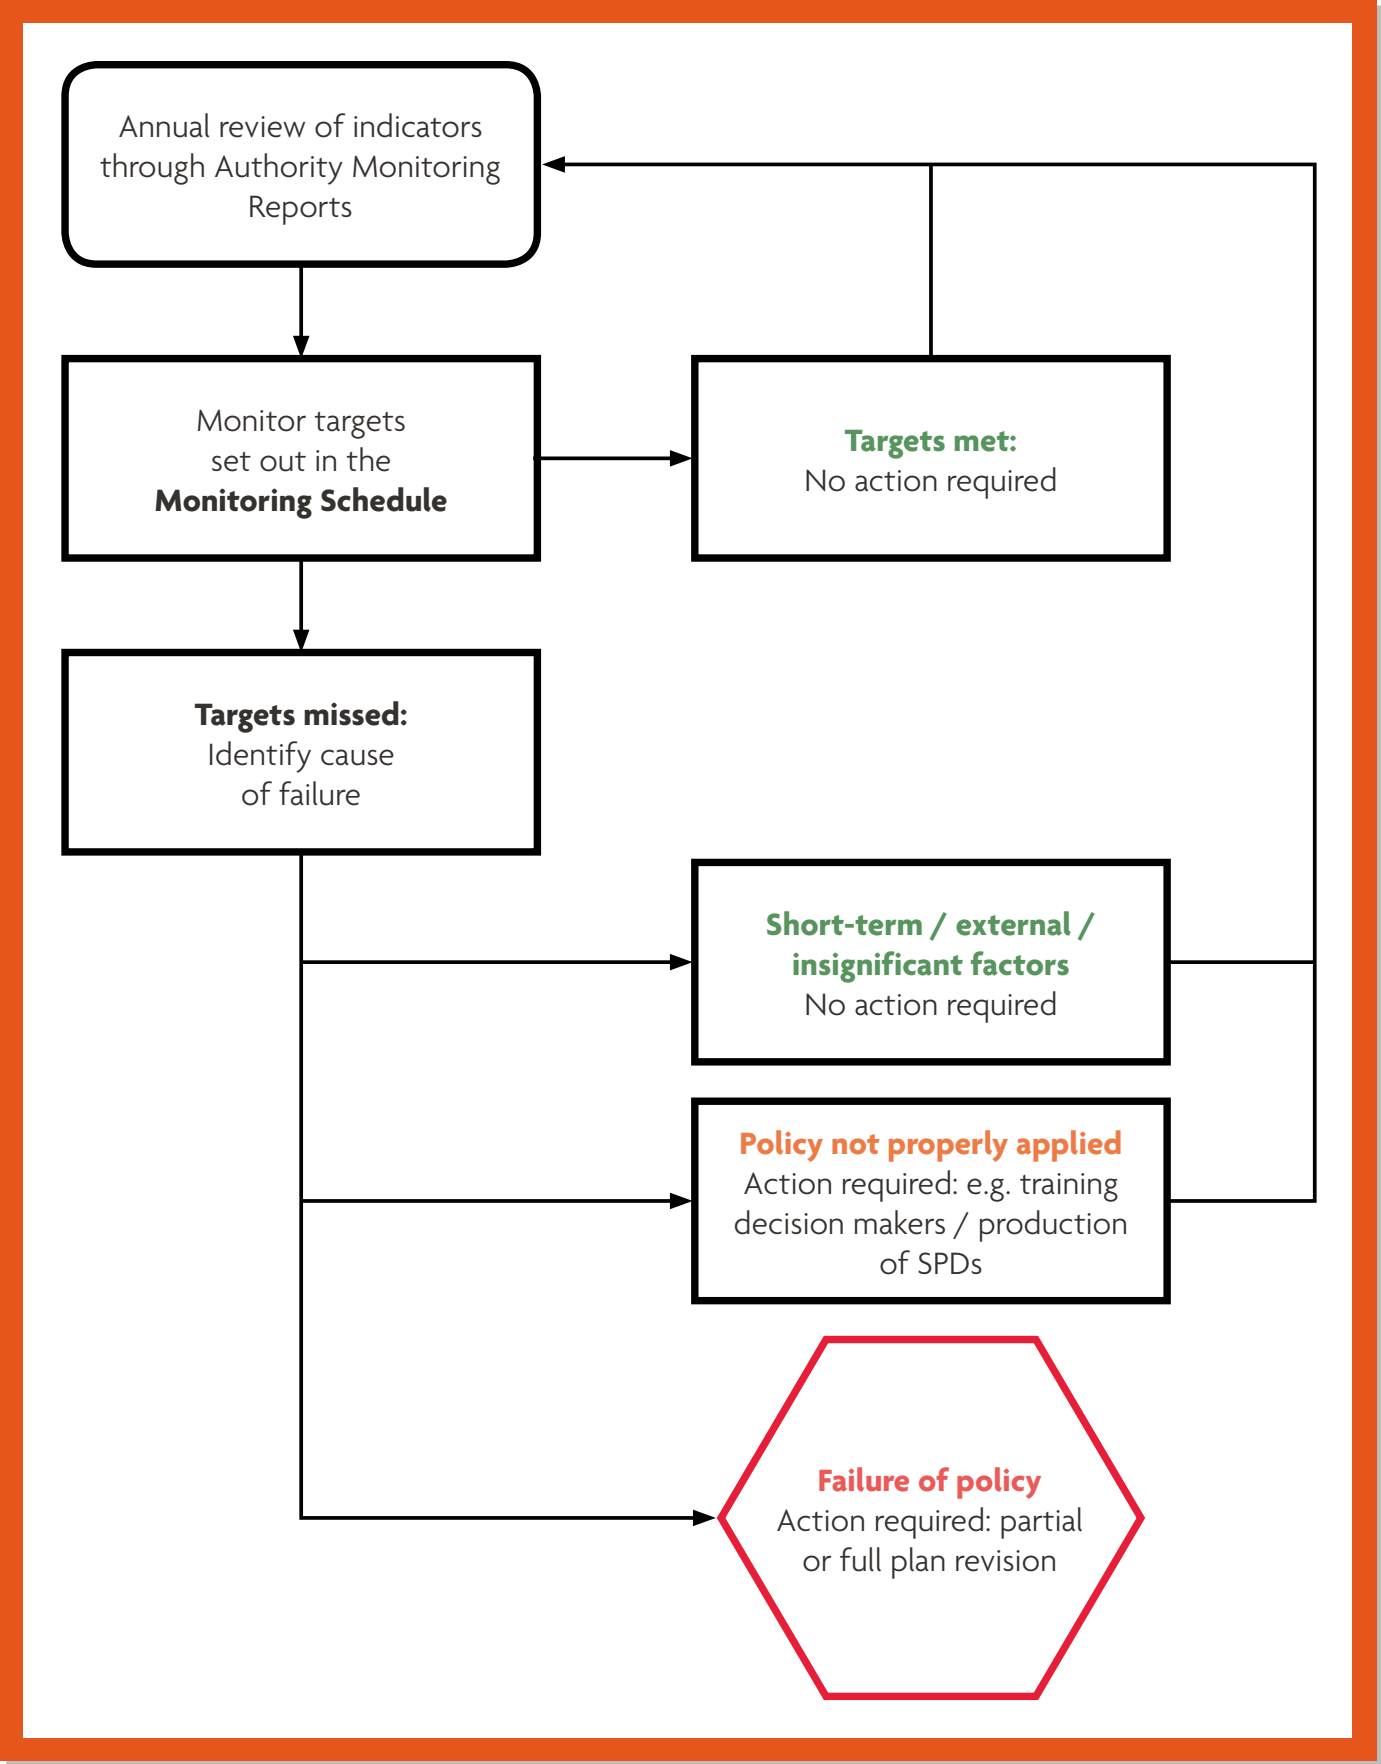 Annual review of indicators
through Authority Monitoring
Reports
Monitor targets
set out in the
Monitoring Schedule
Targets met:
No action required
Targets missed:
Identify cause
of failure
Short-term / external /
insignificant factors
No action required
Policy not properly applied
Action required: e.g. training
decision makers / production
of SPDs
Failure of policy
Action required: partial
or full plan revision